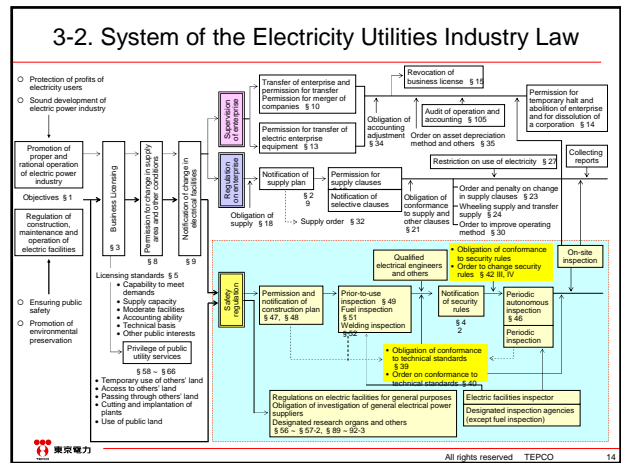 3-2. System of the Electricity Utilities Industry Law
○ Protection of profits of
electricity users
○ Sound development of
electric power industry
Promotion of
proper and
rational operation
of electric power
industry
Objectives § 1
Regulation of
construction,
maintenance and
operation of
electric facilities
○ Ensuring public
safety
○ Promotion of
environmental
preservation
Business Licensing
§ 3
Permission for change in supply
area and other conditions
§ 8
Notification of change in
electrical facilities
§ 9
Licensing standards § 5
• Capability to meet
demands
• Supply capacity
• Moderate facilities
• Accounting ability
• Technical basis
• Other public interests
Privilege of public
utility services
§ 58 ~ § 66
• Temporary use of others' land
• Access to others' land
• Passing through others' land
• Cutting and implantation of
plants
• Use of public land
Supervision
of enterprise
Transfer of enterprise and
permission for transfer
Permission for merger of
companies § 10
Permission for transfer of
electric enterprise
equipment § 13
Revocation of
business license § 15
Obligation of
accounting
adjustment
§ 34
Audit of operation and
accounting § 105
Order on asset depreciation
method and others § 35
Permission for
temporary halt and
abolition of enterprise
and for dissolution of
a corporation § 14
Regulation
on enterprise
Obligation of
supply § 18
Notification of
supply plan
§ 2
9
Supply order § 32
Permission for
supply clauses
Notification of
selective clauses
Obligation of
conformance
to supply and
other clauses
§ 21
Restriction on use of electricity § 27
Order and penalty on change
in supply clauses § 23
Wheeling supply and transfer
supply § 24
Order to improve operating
method § 30
Collecting
reports
On-site
inspection
Safety
regulation
Permission and
notification of
construction plan
§ 47, § 48
Prior-to-use
inspection § 49
Fuel inspection
§ 51
Welding inspection
§ 52
Qualified
electrical engineers
and others
• Obligation of conformance
to security rules
• Order to change security
rules § 42 III, IV
Notification
of security
rules
§ 4
2
Periodic
autonomous
inspection
§ 46
Periodic
inspection
• Obligation of conformance
to technical standards
§ 39
• Order on conformance to
technical standards § 40
Regulations on electric facilities for general purposes
Obligation of investigation of general electrical power
suppliers
Designated research organs and others
§ 56 ~ § 57-2, § 89 ~ 92-3
Electric facilities inspector
Designated inspection agencies
(except fuel inspection)
東京電力
All rights reserved TEPCO
14